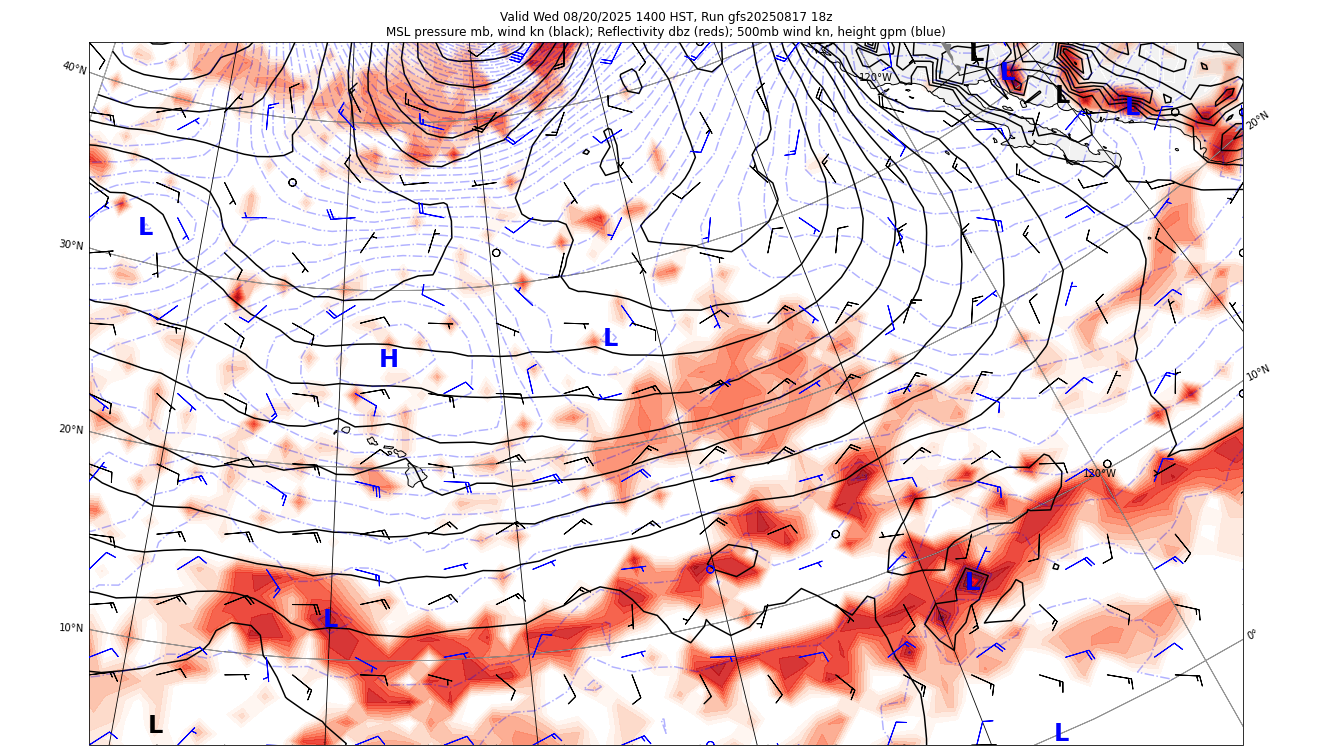 Valid Wed 08/20/2025 1400 HST, Run gfs20250817 18z
MSL pressure mb, wind kn (black); Reflectivity dbz (reds); 500mb wind kn, height gpm (blue)
L
40°N
L
120°W
L
L
20°N
L
30°N
L
H
10°N
20°N
120°W
L
L
10°N
0°
L
L